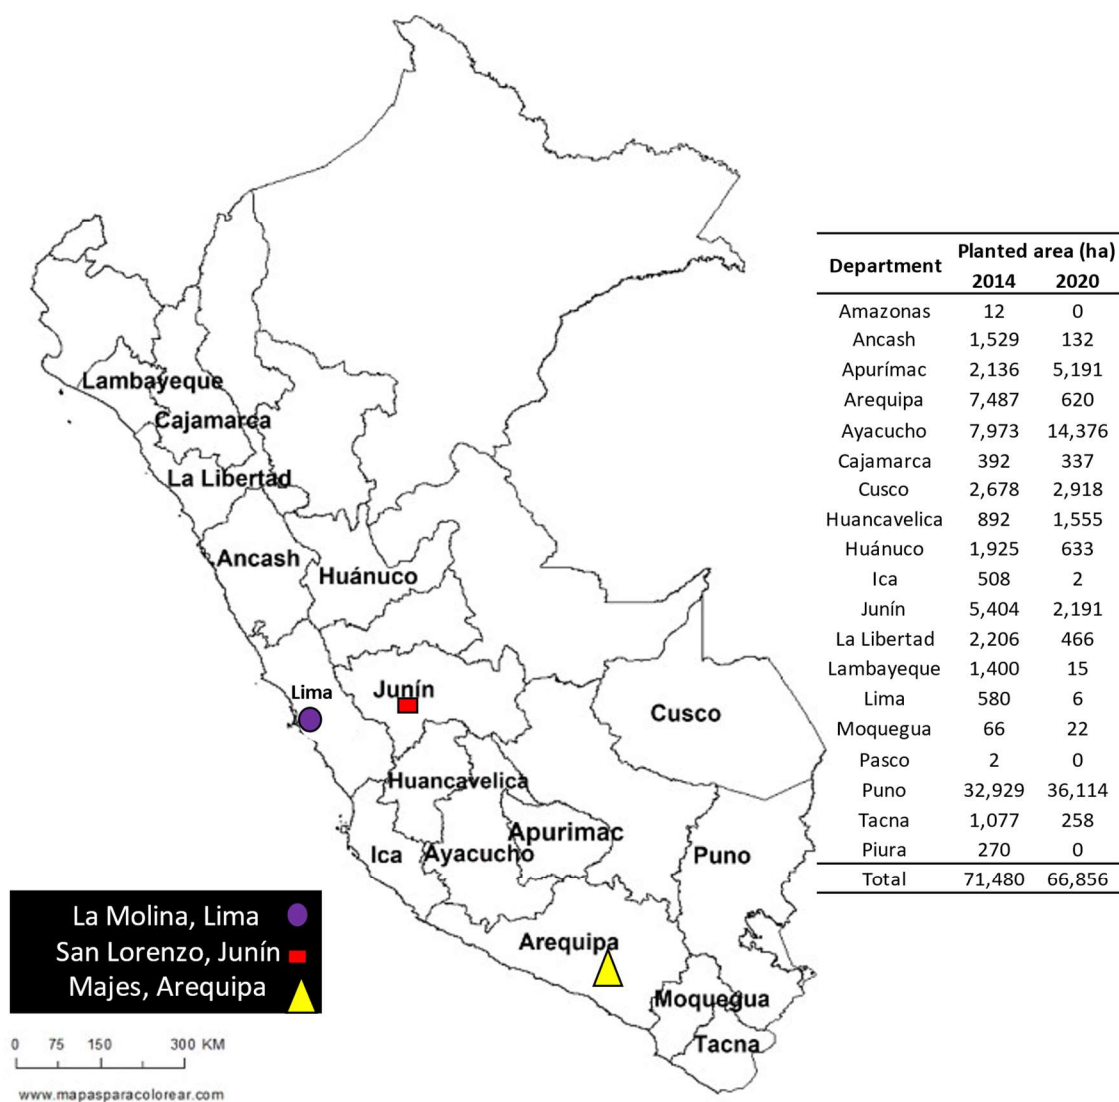 Lambayeque
Cajamarca
La Libertad
Ancash
Huánuco
Lima
Junín
Cusco
Huancavelica
Apurimac
Ica
Ayacucho
Puno
Arequipa
Moquegua
Tacna
Department Planted area (ha)
2014 2020
Amazonas 12 0
Ancash 1,529 132
Apurímac 2,136 5,191
Arequipa 7,487 620
Ayacucho 7,973 14,376
Cajamarca 392 337
Cusco 2,678 2,918
Huancavelica 892 1,555
Huánuco 1,925 633
Ica 508 2
Junín 5,404 2,191
La Libertad 2,206 466
Lambayeque 1,400 15
Lima 580 6
Moquegua 66 22
Pasco 2 0
Puno 32,929 36,114
Tacna 1,077 258
Piura 270 0
Total 71,480 66,856
La Molina, Lima
San Lorenzo, Junín
Majes, Arequipa
0 75 150 300 KM
www.mapasparacolorear.com